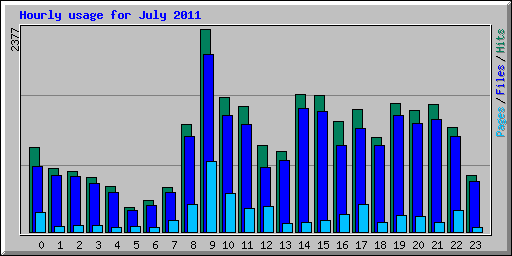 Hourly usage for July 2011
2377
Pages/Files/Hits
0 1 2 3 4 5 6 7 8 9 10 11 12 13 14 15 16 17 18 19 20 21 22 23